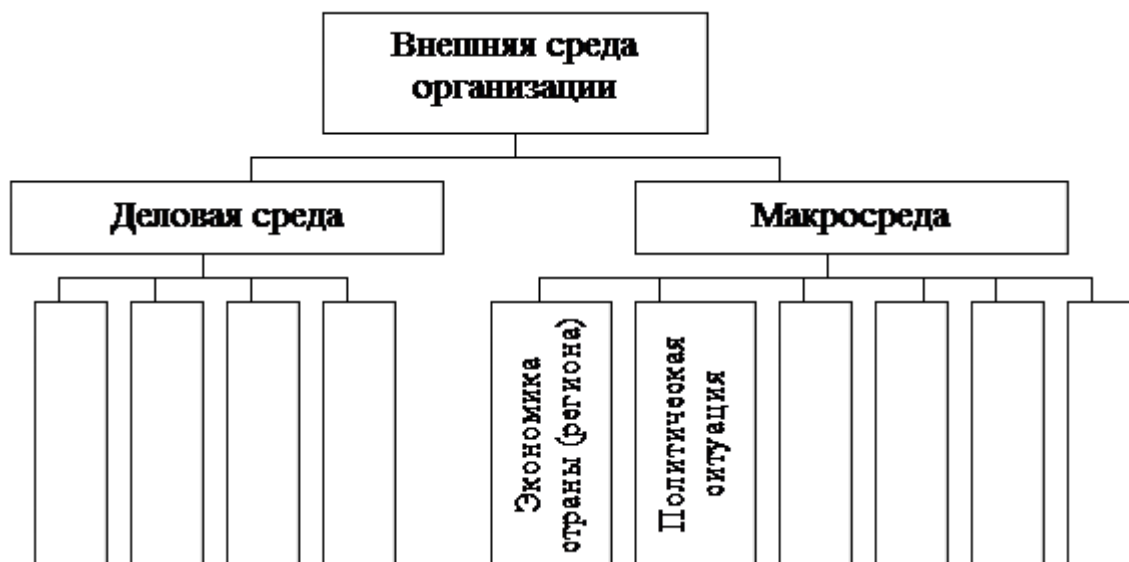 Внешняя среда
организации
Деловая среда
Макросреда
Экономика
страны (региона)
Политическая
ситуация